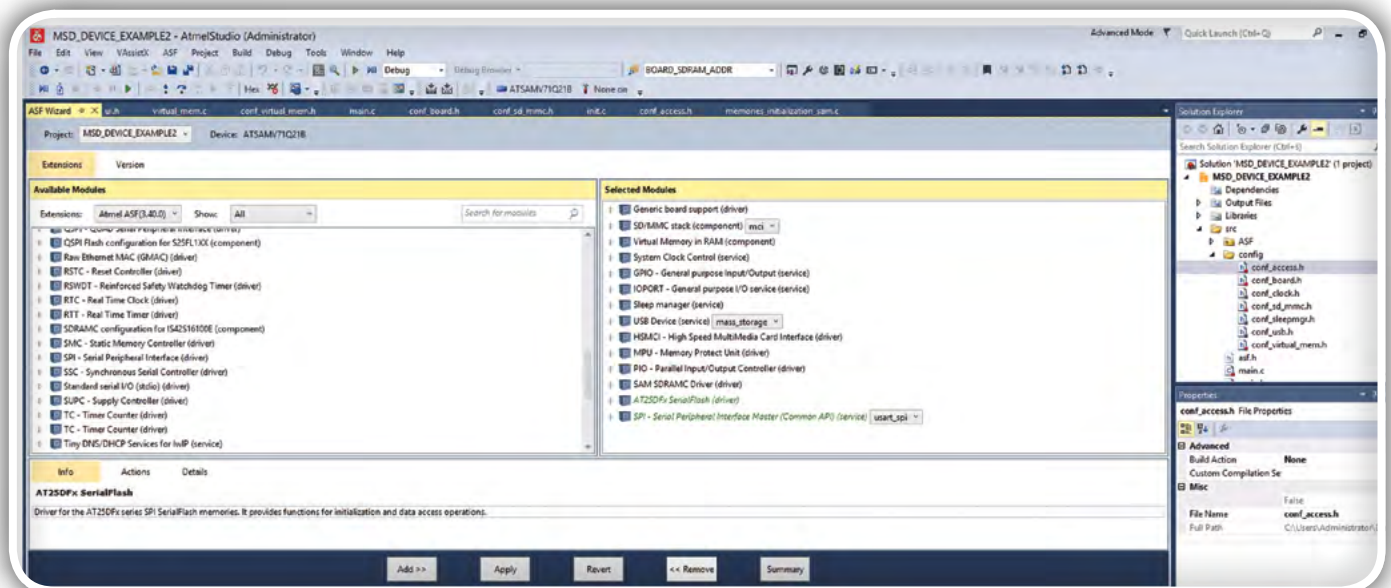 MSD_DEVICE_EXAMPLE2 - AtmelStudio (Administrator)
Advanced Mode
Quick Launch (Ctrl+Q)
File Edit View VAssistX ASF Project Build Debug Tools Window Help
Debug
Debug Browser
BOARD_SDRAM_ADDR
Hex
ATSAMV71Q21B
None on
ASF Wizard
virtual_mem.c
conf_virtual_mem.h
main.c
conf_board.h
conf_sd_mmc.h
init.c
conf_access.h
memories_initialization_sam.c
Project: MSD_DEVICE_EXAMPLE2
Device: ATSAMV71Q21B
Extensions
Version
Available Modules
Extensions: Atmel ASF(3.40.0)
Show: All
Search for modules
QSPI Flash configuration for S25FL1XX (component)
Raw Ethernet MAC (GMAC) (driver)
RSTC - Reset Controller (driver)
RSWDT - Reinforced Safety Watchdog Timer (driver)
RTC - Real Time Clock (driver)
RTT - Real Time Timer (driver)
SDRAMC configuration for IS42S16100E (component)
SMC - Static Memory Controller (driver)
SPI - Serial Peripheral Interface (driver)
SSC - Synchronous Serial Controller (driver)
Standard serial I/O (stdio) (driver)
SUPC - Supply Controller (driver)
TC - Timer Counter (driver)
TC - Timer Counter (driver)
Tiny DNS/DHCP Services for lwIP (service)
Selected Modules
Generic board support (driver)
SD/MMC stack (component) mci
Virtual Memory in RAM (component)
System Clock Control (service)
GPIO - General purpose Input/Output (service)
IOPORT - General purpose I/O service (service)
Sleep manager (service)
USB Device (service) mass_storage
HSMCI - High Speed MultiMedia Card Interface (driver)
MPU - Memory Protect Unit (driver)
PIO - Parallel Input/Output Controller (driver)
SAM SDRAMC Driver (driver)
AT25DFx SerialFlash (driver)
SPI - Serial Peripheral Interface Master (Common API) (service) usart_spi
Info
Actions
Details
AT25DFx SerialFlash
Driver for the AT25DFx series SPI SerialFlash memories. It provides functions for initialization and data access operations.
Add >>
Apply
Revert
<< Remove
Summary
Solution Explorer
Search Solution Explorer (Ctrl+;)
Solution 'MSD_DEVICE_EXAMPLE2' (1 project)
MSD_DEVICE_EXAMPLE2
Dependencies
Output Files
Libraries
src
ASF
config
conf_access.h
conf_board.h
conf_clock.h
conf_sd_mmc.h
conf_sleepmgr.h
conf_usb.h
conf_virtual_mem.h
asf.h
main.c
Properties
conf_access.h File Properties
Advanced
Build Action None
Custom Compilation Se
Misc
False
File Name conf_access.h
Full Path C:\Users\Administrator\